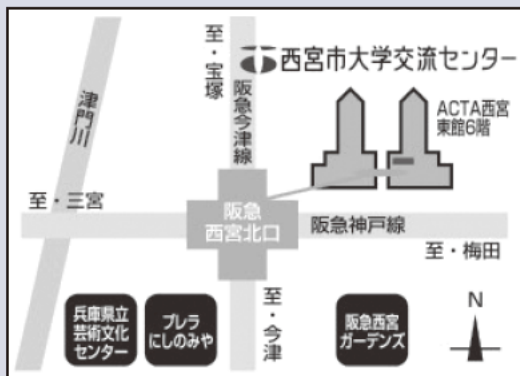 至・宝塚
西宮市大学交流センター
津門川
阪急今津線
ACTA西宮
東館6階
至・三宮
阪急
西宮北口
阪急神戸線
至・梅田
兵庫県立
芸術文化
センター
プレラ
にしのみや
至・今津
阪急西宮
ガーデンズ
N